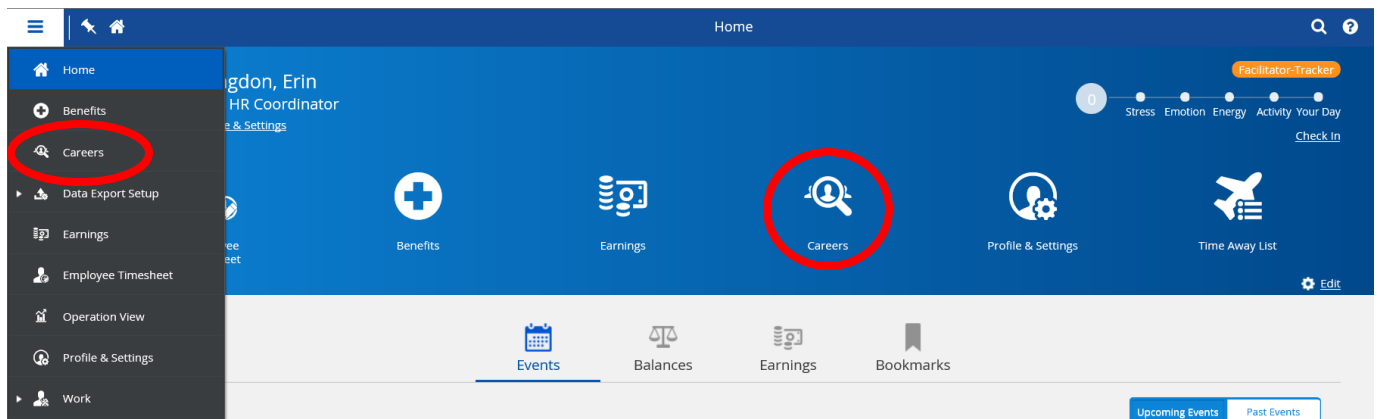 Home
Home
gdon, Erin
Facilitator-Tracker
HR Coordinator
0
& Settings
Stress Emotion Energy Activity Your Day
Check In
Benefits
Careers
Data Export Setup
Earnings
Employee Timesheet
Operation View
Profile & Settings
Work
Benefits
Earnings
Careers
Profile & Settings
Time Away List
Edit
Events
Balances
Earnings
Bookmarks
Upcoming Events
Past Events